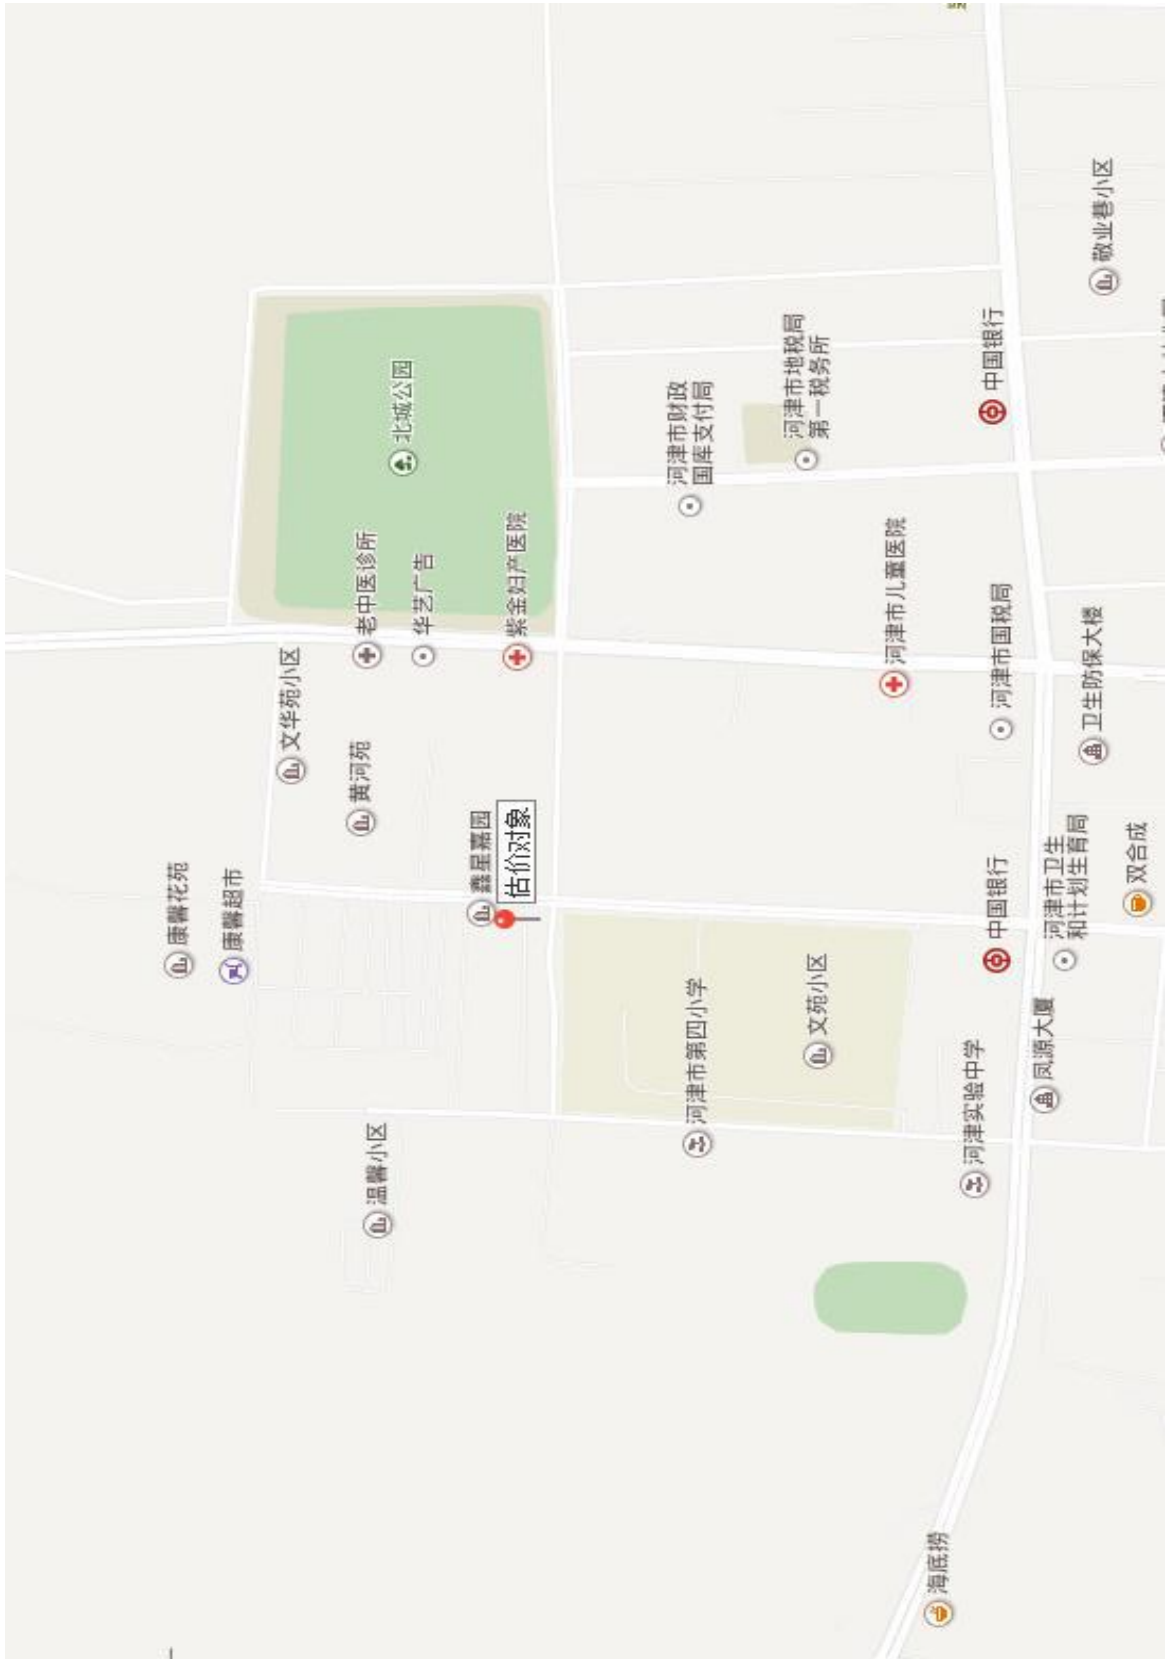 康馨花苑
康馨超市
文华苑小区
黄河苑
温馨小区
老中医诊所
北城公园
华艺广告
鑫星嘉园
估价对象
紫金妇产医院
河津市财政
国库支付局
河津市第四小学
河津市地税局
第一税务所
文苑小区
河津市儿童医院
海底捞
河津实验中学
中国银行
中国银行
河津市国税局
凤源大厦
河津市卫生
和计划生育局
卫生防保大楼
敬业巷小区
双合成